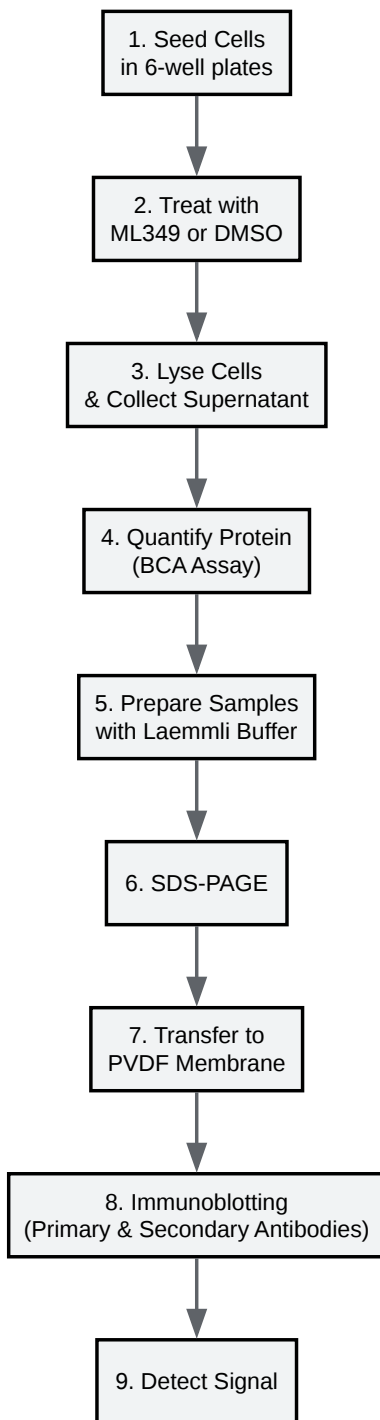 1. Seed Cells
in 6-well plates
2. Treat with
ML349 or DMSO
3. Lyse Cells
& Collect Supernatant
4. Quantify Protein
(BCA Assay)
5. Prepare Samples
with Laemmli Buffer
6. SDS-PAGE
7. Transfer to
PVDF Membrane
8. Immunoblotting
(Primary & Secondary Antibodies)
9. Detect Signal